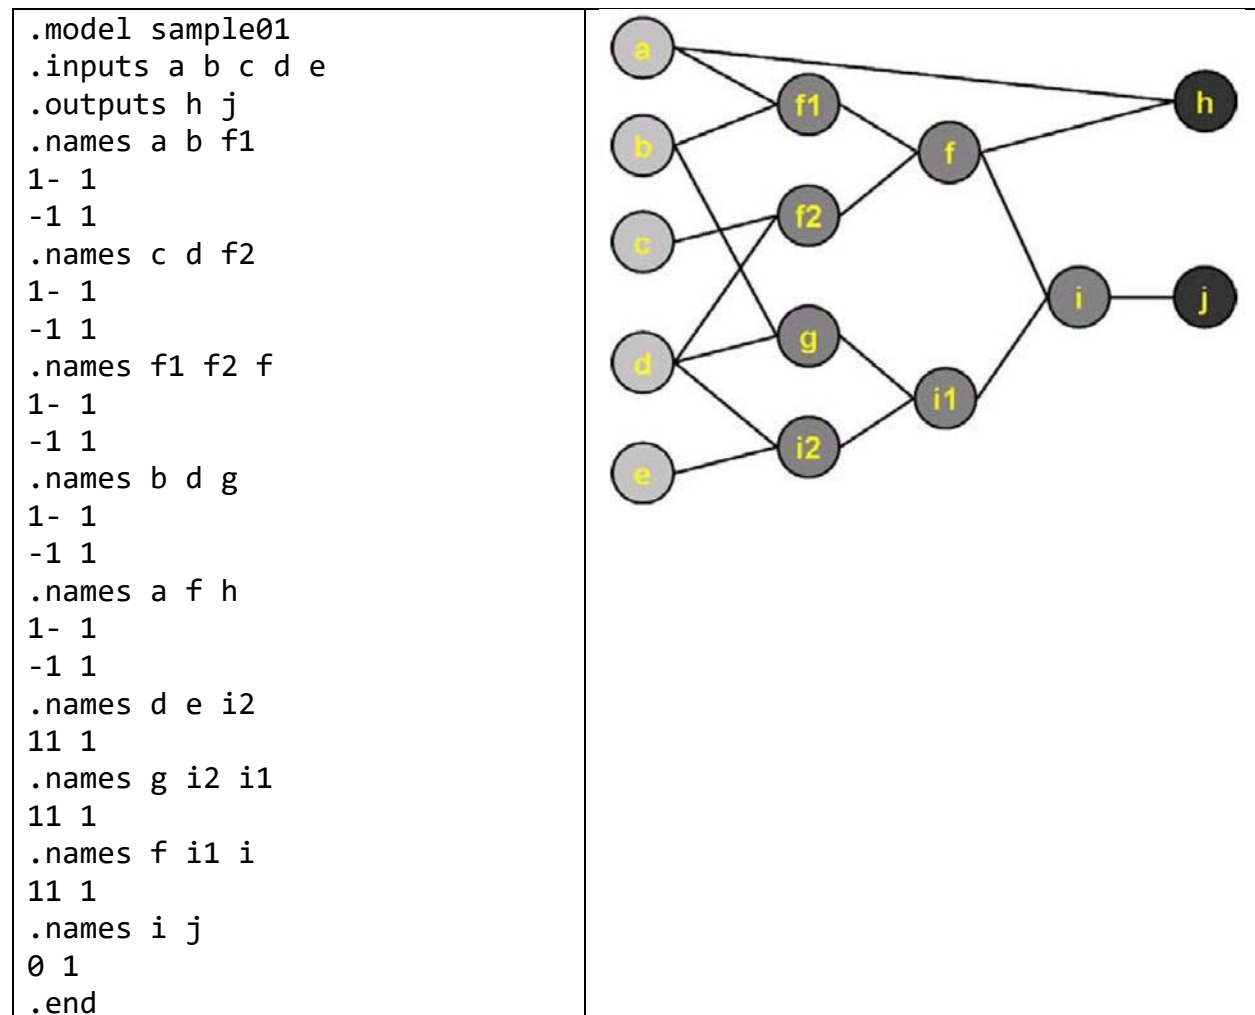 .model sample01
.inputs a b c d e
.outputs h j
.names a b f1
1- 1
-1 1
.names c d f2
1- 1
-1 1
.names f1 f2 f
1- 1
-1 1
.names b d g
1- 1
-1 1
.names a f h
1- 1
-1 1
.names d e i2
11 1
.names g i2 i1
11 1
.names f i1 i
11 1
.names i j
0 1
.end
a
h
f1
b
f
f2
c
i
j
g
d
i1
i2
e